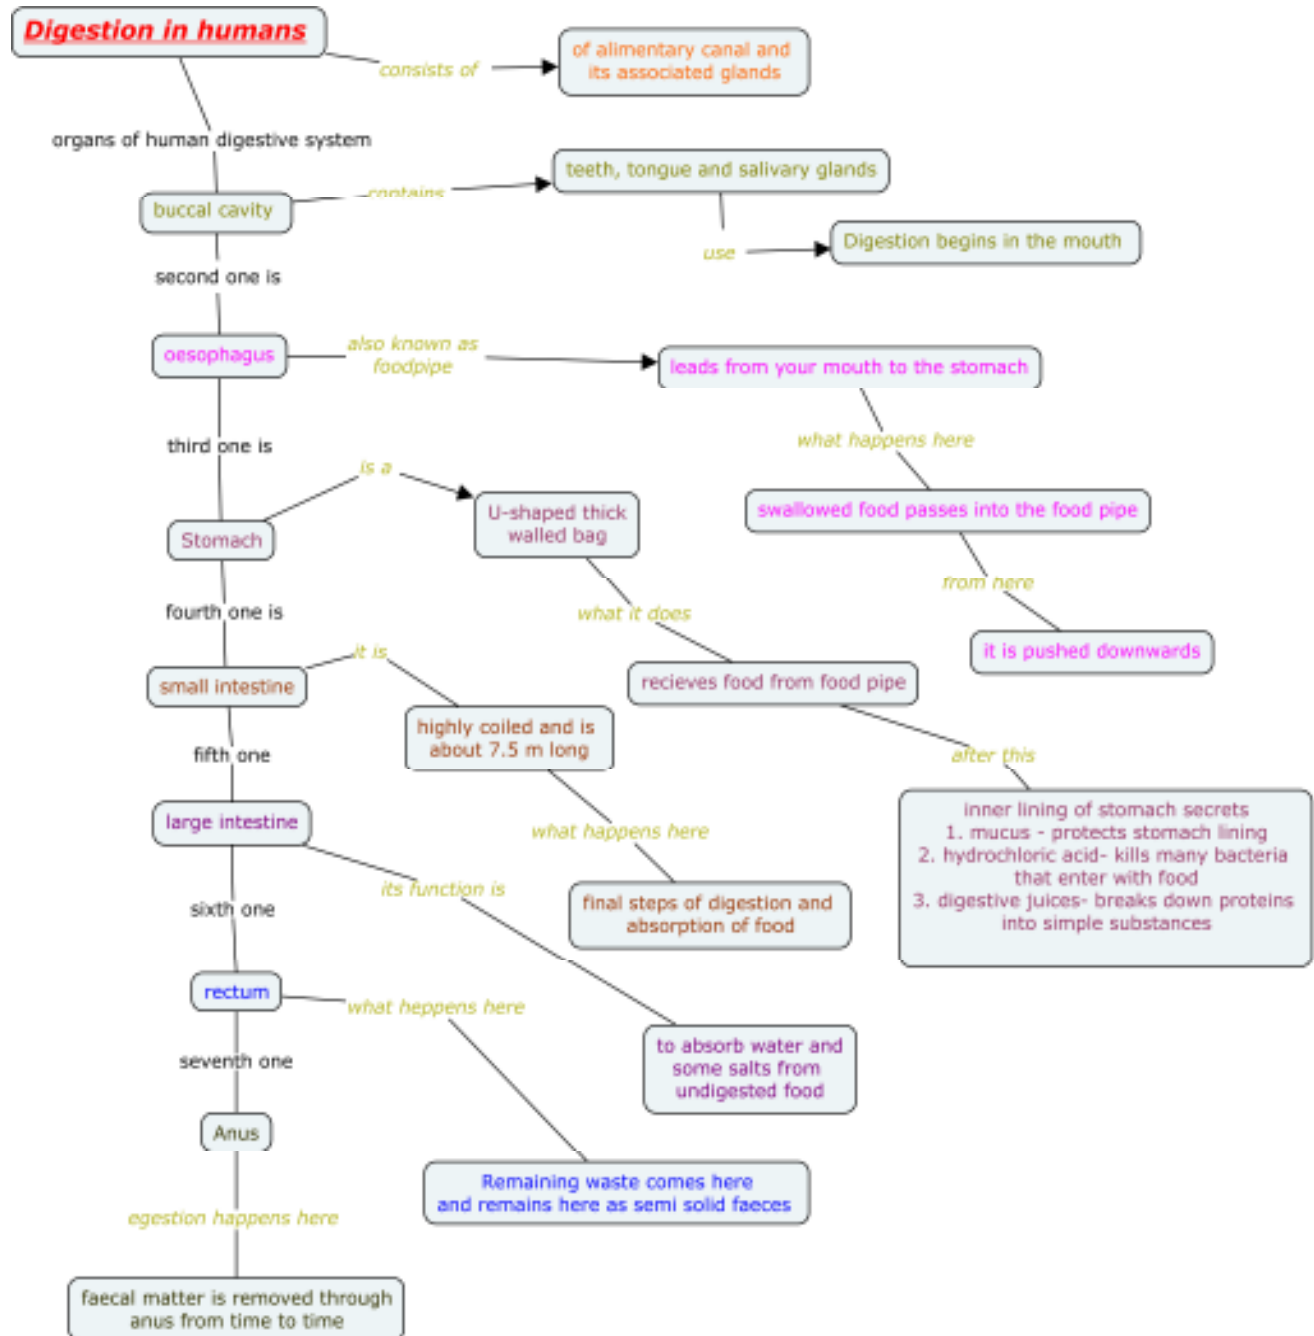 Digestion in humans
consists of
of alimentary canal and
its associated glands
organs of human digestive system
buccal cavity
contains
teeth, tongue and salivary glands
use
Digestion begins in the mouth
second one is
oesophagus
also known as
foodpipe
leads from your mouth to the stomach
what happens here
swallowed food passes into the food pipe
from here
it is pushed downwards
third one is
Stomach
is a
U-shaped thick
walled bag
what it does
recieves food from food pipe
after this
inner lining of stomach secrets
1. mucus - protects stomach lining
2. hydrochloric acid- kills many bacteria
that enter with food
3. digestive juices- breaks down proteins
into simple substances
fourth one is
small intestine
it is
highly coiled and is
about 7.5 m long
what happens here
final steps of digestion and
absorption of food
fifth one
large intestine
its function is
to absorb water and
some salts from
undigested food
sixth one
rectum
what heppens here
Remaining waste comes here
and remains here as semi solid faeces
seventh one
Anus
egestion happens here
faecal matter is removed through
anus from time to time